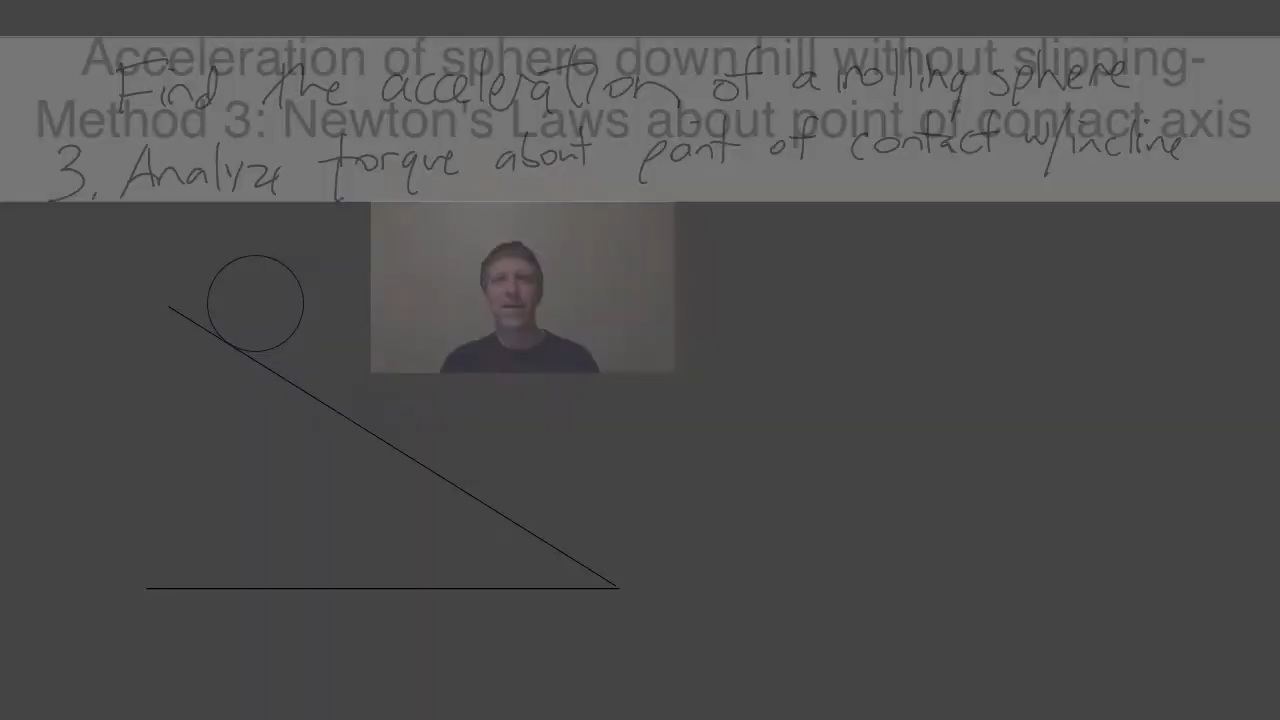 Acceleration of sphere down hill without slipping-
Find the acceleration of a rolling sphere
Method 3: Newton's Laws about point of contact axis
3. Analyze torque about point of contact w/incline